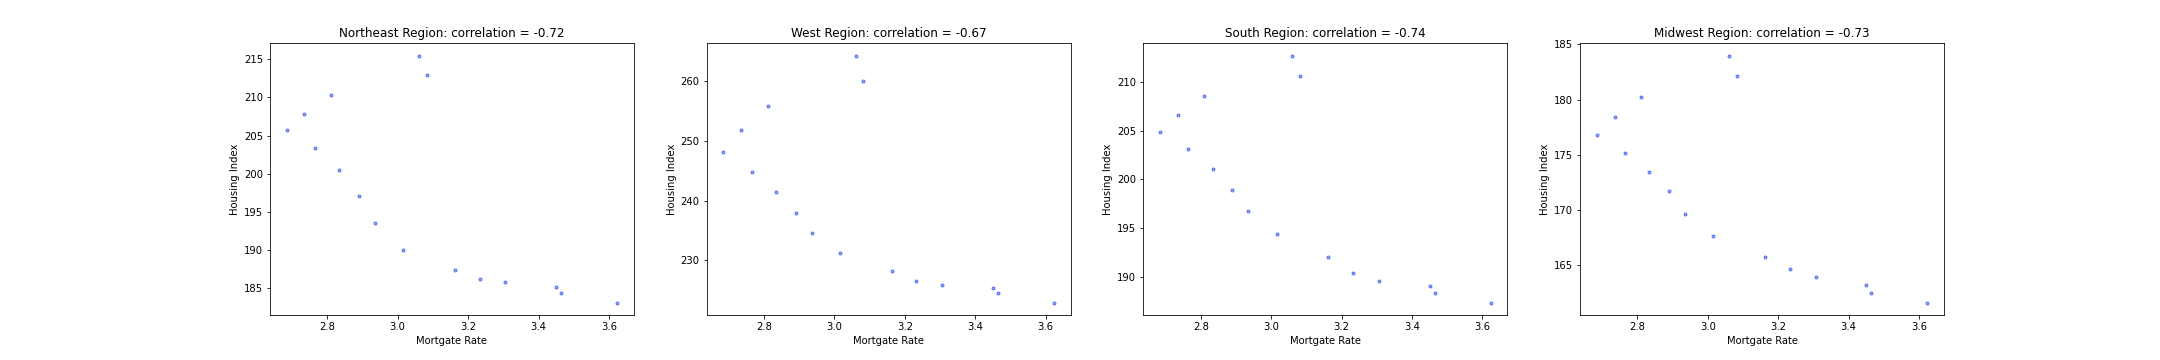 Northeast Region: correlation = -0.72
215
210
205
200
195
190
185
Housing Index
2.8 3.0 3.2 3.4 3.6
Mortgate Rate
West Region: correlation = -0.67
260
250
240
230
Housing Index
2.8 3.0 3.2 3.4 3.6
Mortgate Rate
South Region: correlation = -0.74
210
205
200
195
190
Housing Index
2.8 3.0 3.2 3.4 3.6
Mortgate Rate
Midwest Region: correlation = -0.73
185
180
175
170
165
Housing Index
2.8 3.0 3.2 3.4 3.6
Mortgate Rate